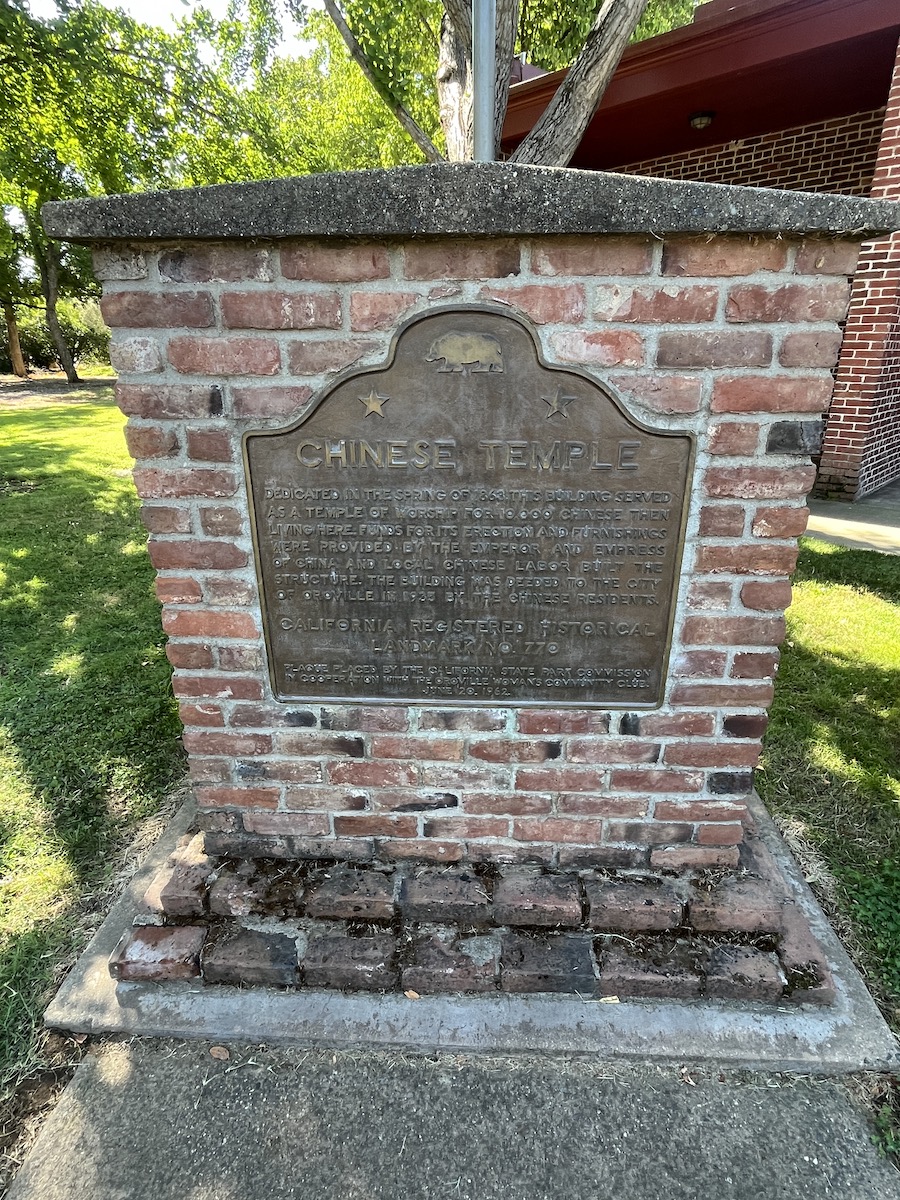 CHINESE TEMPLE
DEDICATED IN THE SPRING OF 1863 THIS BUILDING SERVED
AS A TEMPLE OF WORSHIP FOR 10,000 CHINESE THEN
LIVING HERE. FUNDS FOR ITS ERECTION AND FURNISHINGS
WERE PROVIDED BY THE EMPEROR AND EMPRESS
OF CHINA AND LOCAL CHINESE LABOR BUILT THE
STRUCTURE. THE BUILDING WAS DEEDED TO THE CITY
OF OROVILLE IN 1935 BY THE CHINESE RESIDENTS.
CALIFORNIA REGISTERED HISTORICAL
LANDMARK NO. 770
PLAQUE PLACED BY THE CALIFORNIA STATE PARK COMMISSION
IN COOPERATION WITH THE OROVILLE WOMAN'S COMMUNITY CLUB.
JUNE 20, 1962.